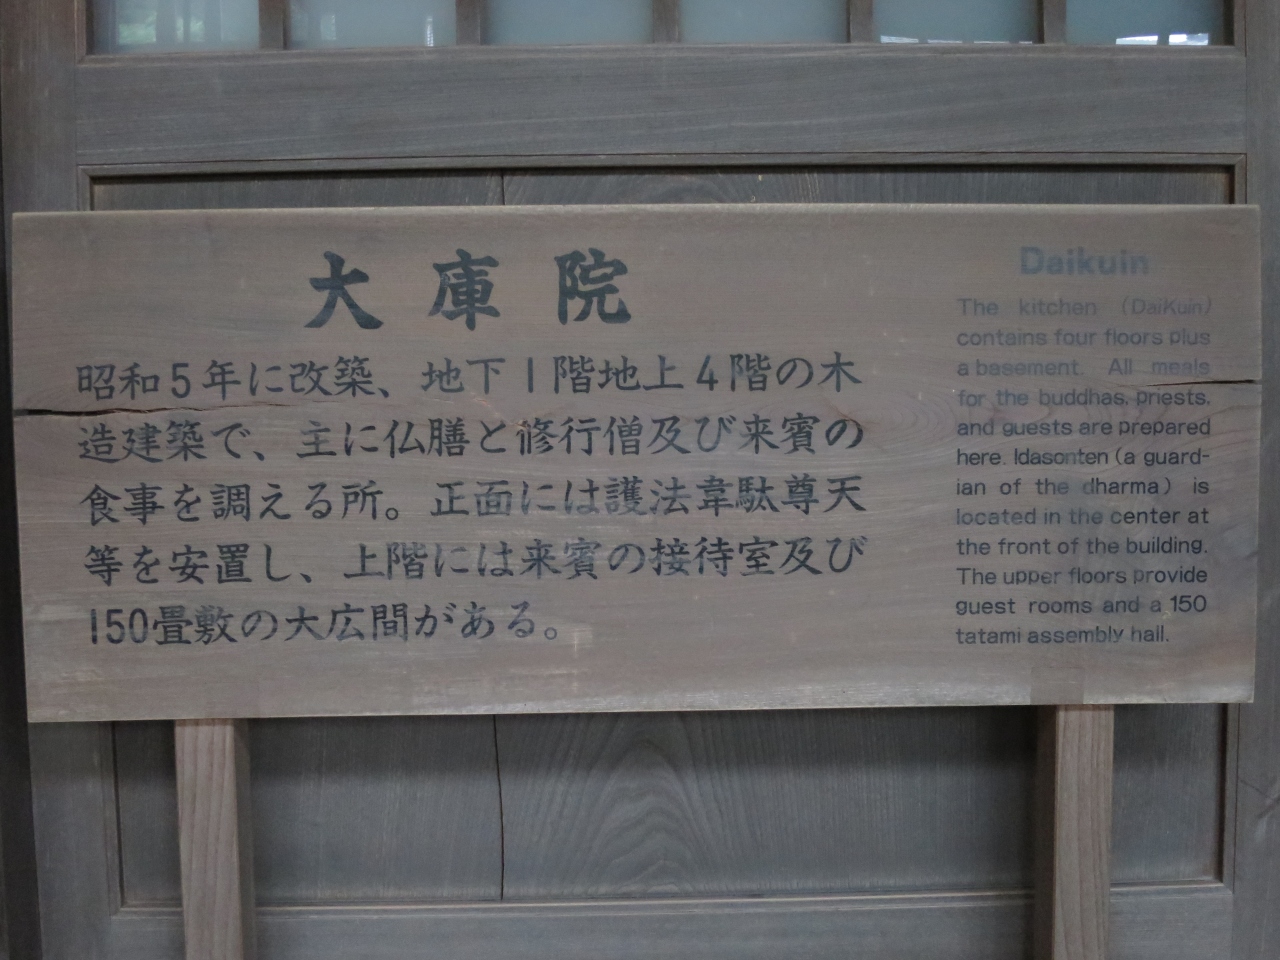 大庫院
昭和5年に改築、地下1階地上4階の木
造建築で、主に仏膳と修行僧及び来賓の
食事を調える所。正面には護法韋駄尊天
等を安置し、上階には来賓の接待室及び
150畳敷の大広間がある。
Daikuin
The kitchen (DaiKuin)
contains four floors plus
a basement. All meals
for the buddhas, priests,
and guests are prepared
here. Idasonten (a guard-
ian of the dharma) is
located in the center at
the front of the building.
The upper floors provide
guest rooms and a 150
tatami assembly hall.